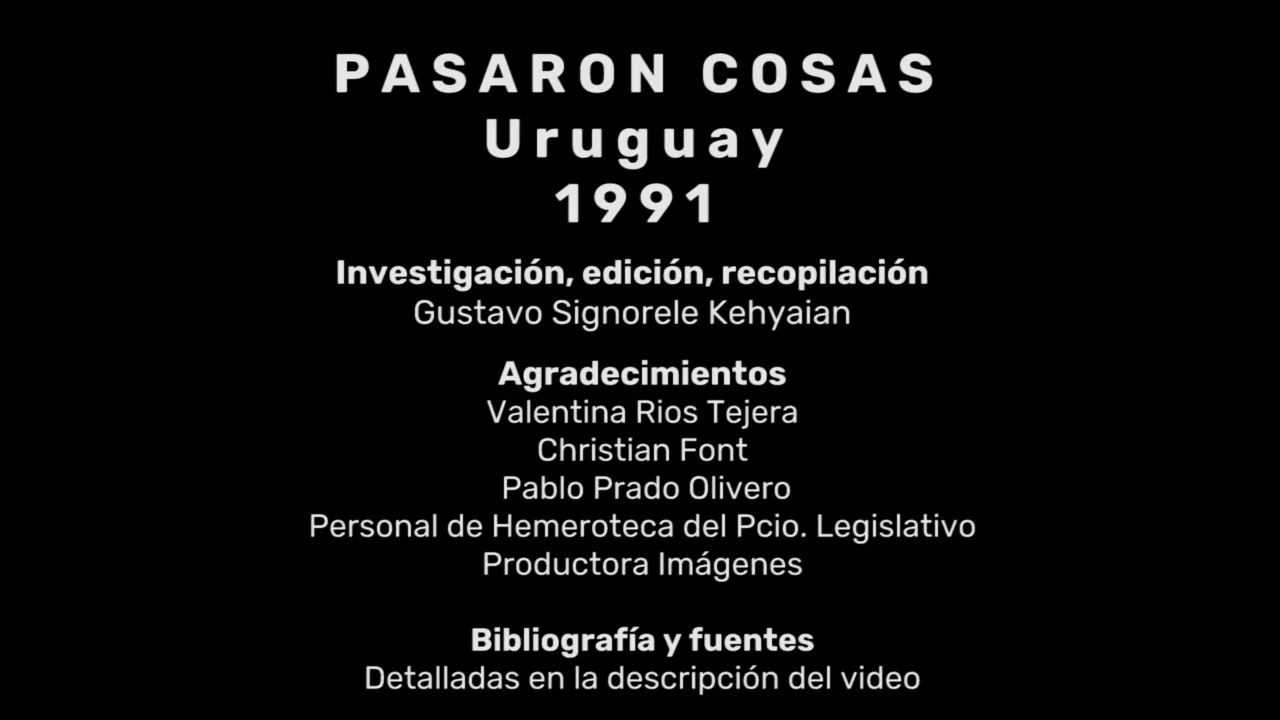 PASARON COSAS
Uruguay
1991
Investigación, edición, recopilación
Gustavo Signorele Kehyaian
Agradecimientos
Valentina Rios Tejera
Christian Font
Pablo Prado Olivero
Personal de Hemeroteca del Pcio. Legislativo
Productora Imágenes
Bibliografía y fuentes
Detalladas en la descripción del video